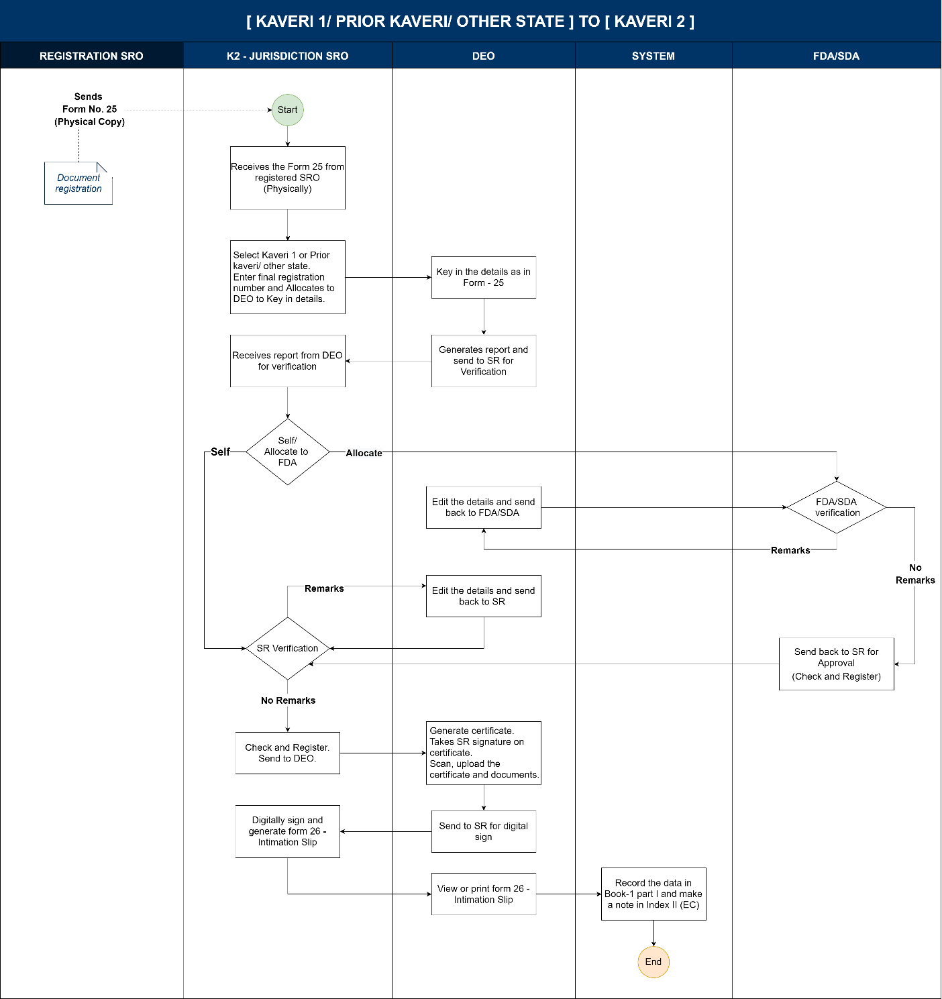 [ KAVERI 1/ PRIOR KAVERI/ OTHER STATE ] TO [ KAVERI 2 ]
REGISTRATION SRO
K2 - JURISDICTION SRO
DEO
SYSTEM
FDA/SDA
Sends
Form No. 25
(Physical Copy)
Start
Document
registration
Receives the Form 25 from
registered SRO
(Physically)
Select Kaveri 1 or Prior
kaveri/ other state.
Enter final registration
number and Allocates to
DEO to Key in details.
Key in the details as in
Form - 25
Receives report from DEO
for verification
Generates report and
send to SR for
Verification
Self/
Allocate to
FDA
Self
Allocate
Edit the details and send
back to FDA/SDA
FDA/SDA
verification
Remarks
No
Remarks
Remarks
Edit the details and send
back to SR
SR Verification
Send back to SR for
Approval
(Check and Register)
No Remarks
Check and Register.
Send to DEO.
Generate certificate.
Takes SR signature on
certificate.
Scan, upload the
certificate and documents.
Digitally sign and
generate form 26 -
Intimation Slip
Send to SR for digital
sign
View or print form 26 -
Intimation Slip
Record the data in
Book-1 part I and make
a note in Index II (EC)
End